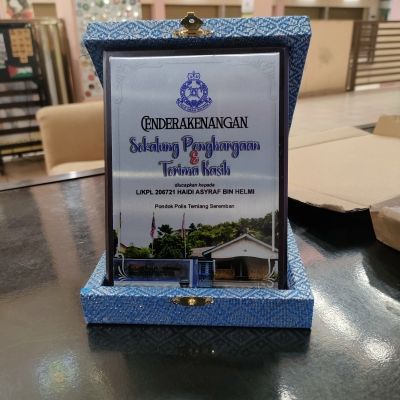 CENDERAKENANGAN
Sekalung Penghargaan
&
Terima Kasih
diucapkan kepada
L/KPL 206721 HAIDI ASYRAF BIN HELMI
Pondok Polis Temiang Seremban